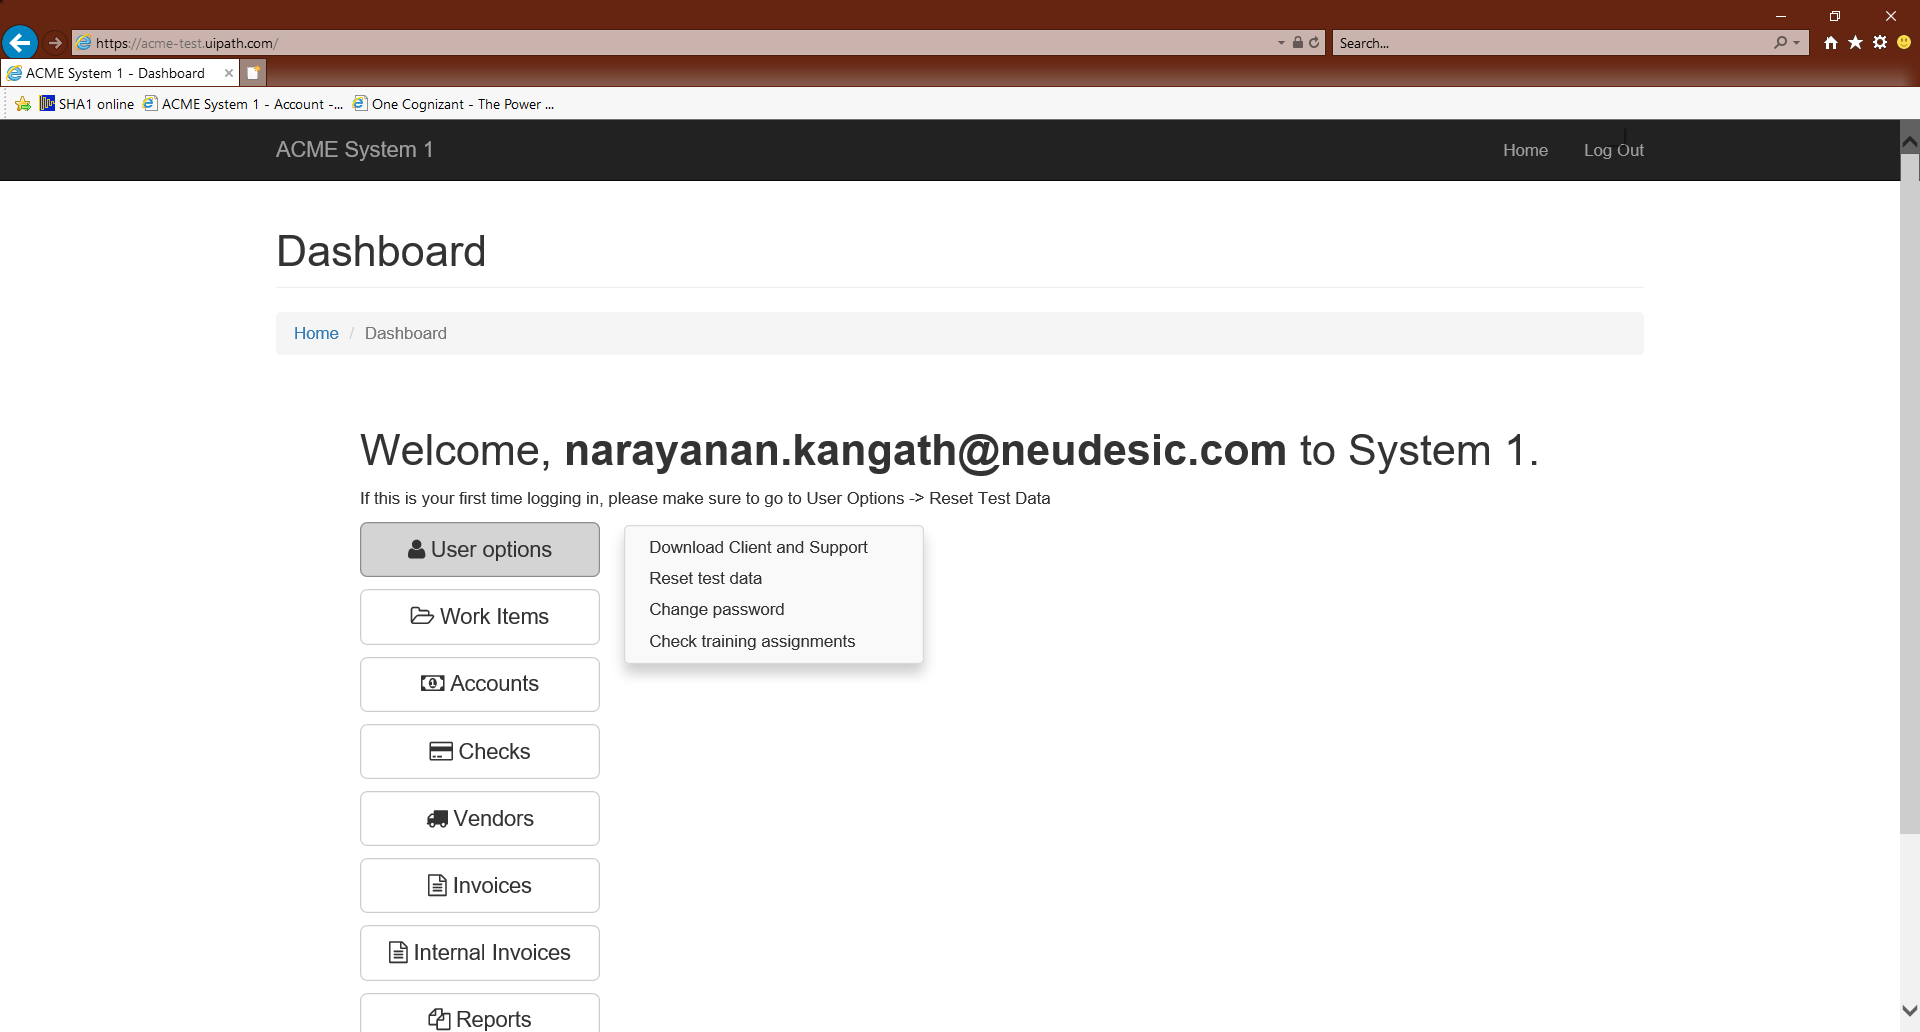 https://acme-test.uipath.com/
Search...
ACME System 1 - Dashboard
SHA1 online
ACME System 1 - Account -...
One Cognizant - The Power ...
ACME System 1
Home
Log Out
Dashboard
Home / Dashboard
Welcome, narayanan.kangath@neudesic.com to System 1.
If this is your first time logging in, please make sure to go to User Options -> Reset Test Data
User options
Download Client and Support
Reset test data
Change password
Check training assignments
Work Items
Accounts
Checks
Vendors
Invoices
Internal Invoices
Reports